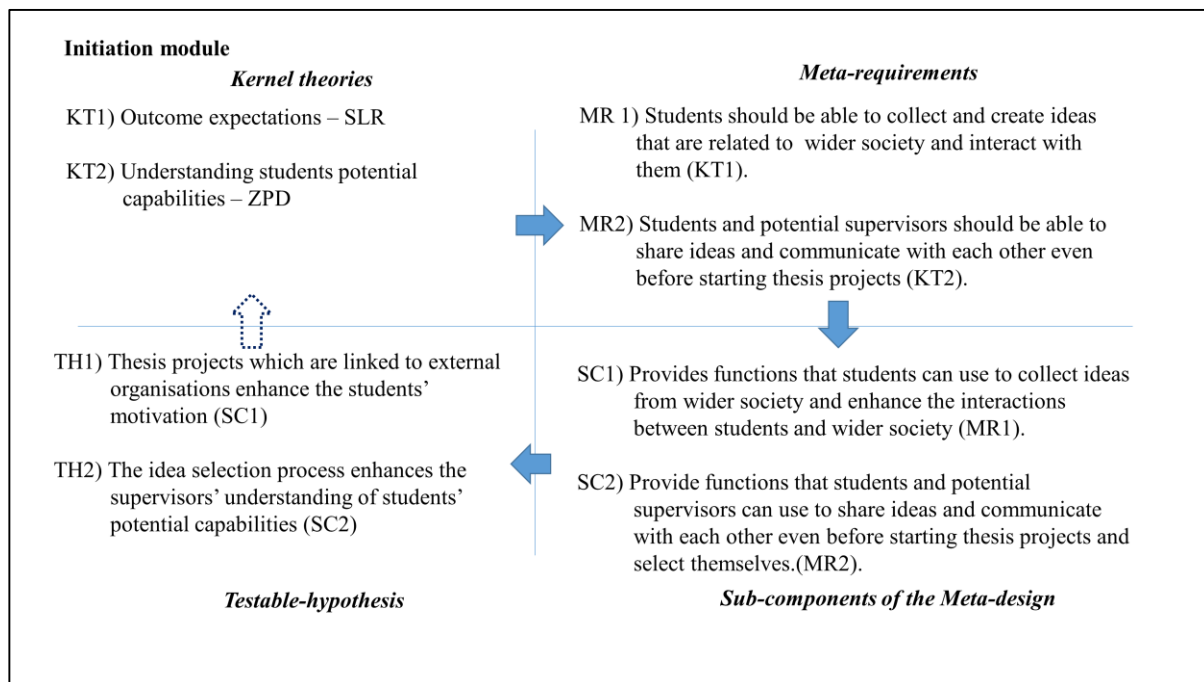 Initiation module
Kernel theories
KT1) Outcome expectations – SLR
KT2) Understanding students potential
capabilities – ZPD
Meta-requirements
MR 1) Students should be able to collect and create ideas
that are related to wider society and interact with
them (KT1).
MR2) Students and potential supervisors should be able to
share ideas and communicate with each other even
before starting thesis projects (KT2).
TH1) Thesis projects which are linked to external
organisations enhance the students’
motivation (SC1)
TH2) The idea selection process enhances the
supervisors’ understanding of students’
potential capabilities (SC2)
Testable-hypothesis
SC1) Provides functions that students can use to collect ideas
from wider society and enhance the interactions
between students and wider society (MR1).
SC2) Provide functions that students and potential
supervisors can use to share ideas and communicate
with each other even before starting thesis projects and
select themselves.(MR2).
Sub-components of the Meta-design